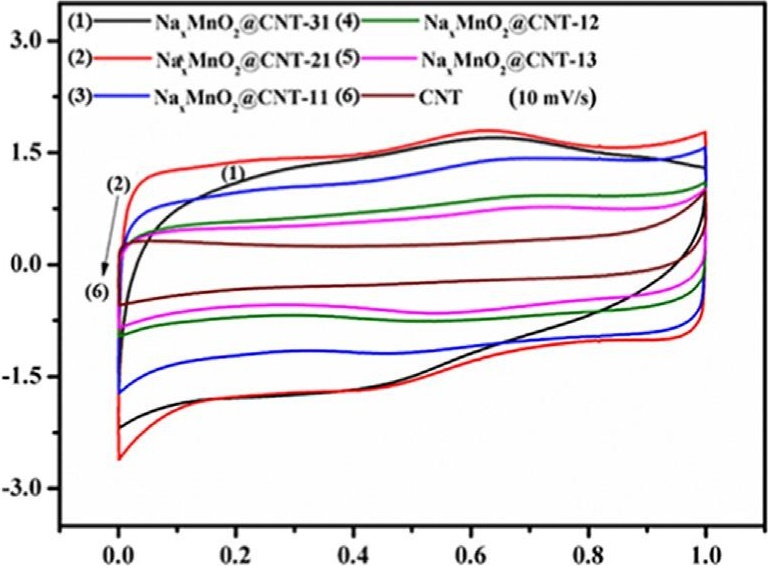 (1) NaxMnO2@CNT-31 (4) NaxMnO2@CNT-12
(2) NaxMnO2@CNT-21 (5) NaxMnO2@CNT-13
(3) NaxMnO2@CNT-11 (6) CNT (10 mV/s)
3.0
1.5
0.0
-1.5
-3.0
(1)
(2)
(6)
0.0 0.2 0.4 0.6 0.8 1.0